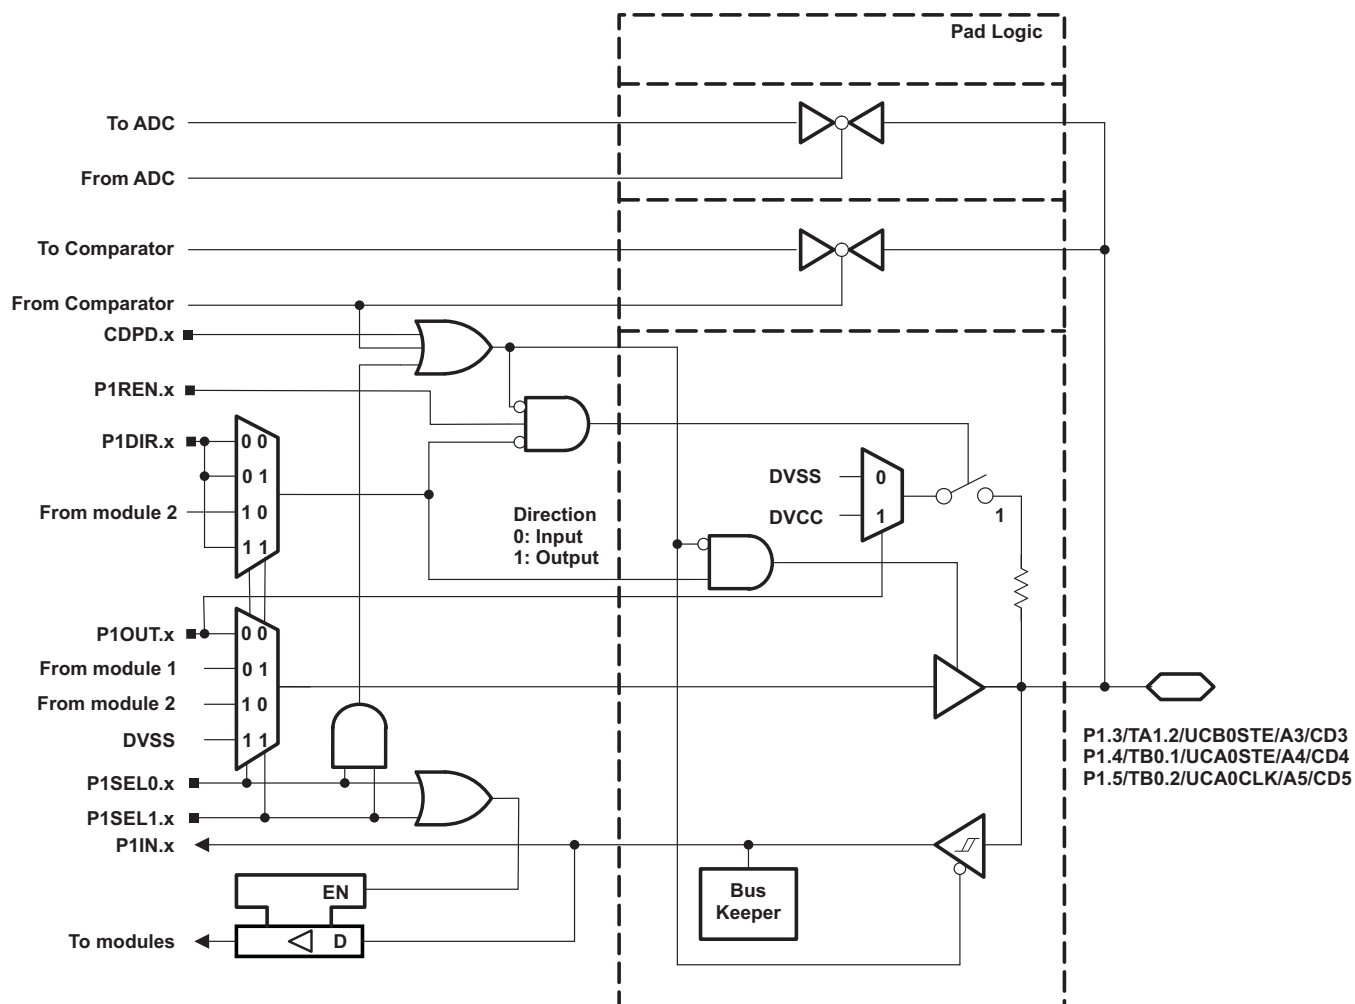 Pad Logic
To ADC
From ADC
To Comparator
From Comparator
CDPD.x
P1REN.x
P1DIR.x
0 0
0 1
From module 2
1 0
1 1
Direction
0: Input
1: Output
DVSS
0
DVCC
1
1
P1OUT.x
0 0
From module 1
0 1
From module 2
1 0
DVSS
1 1
P1.3/TA1.2/UCB0STE/A3/CD3
P1.4/TB0.1/UCA0STE/A4/CD4
P1.5/TB0.2/UCA0CLK/A5/CD5
P1SEL0.x
P1SEL1.x
P1IN.x
EN
Bus
Keeper
To modules
D